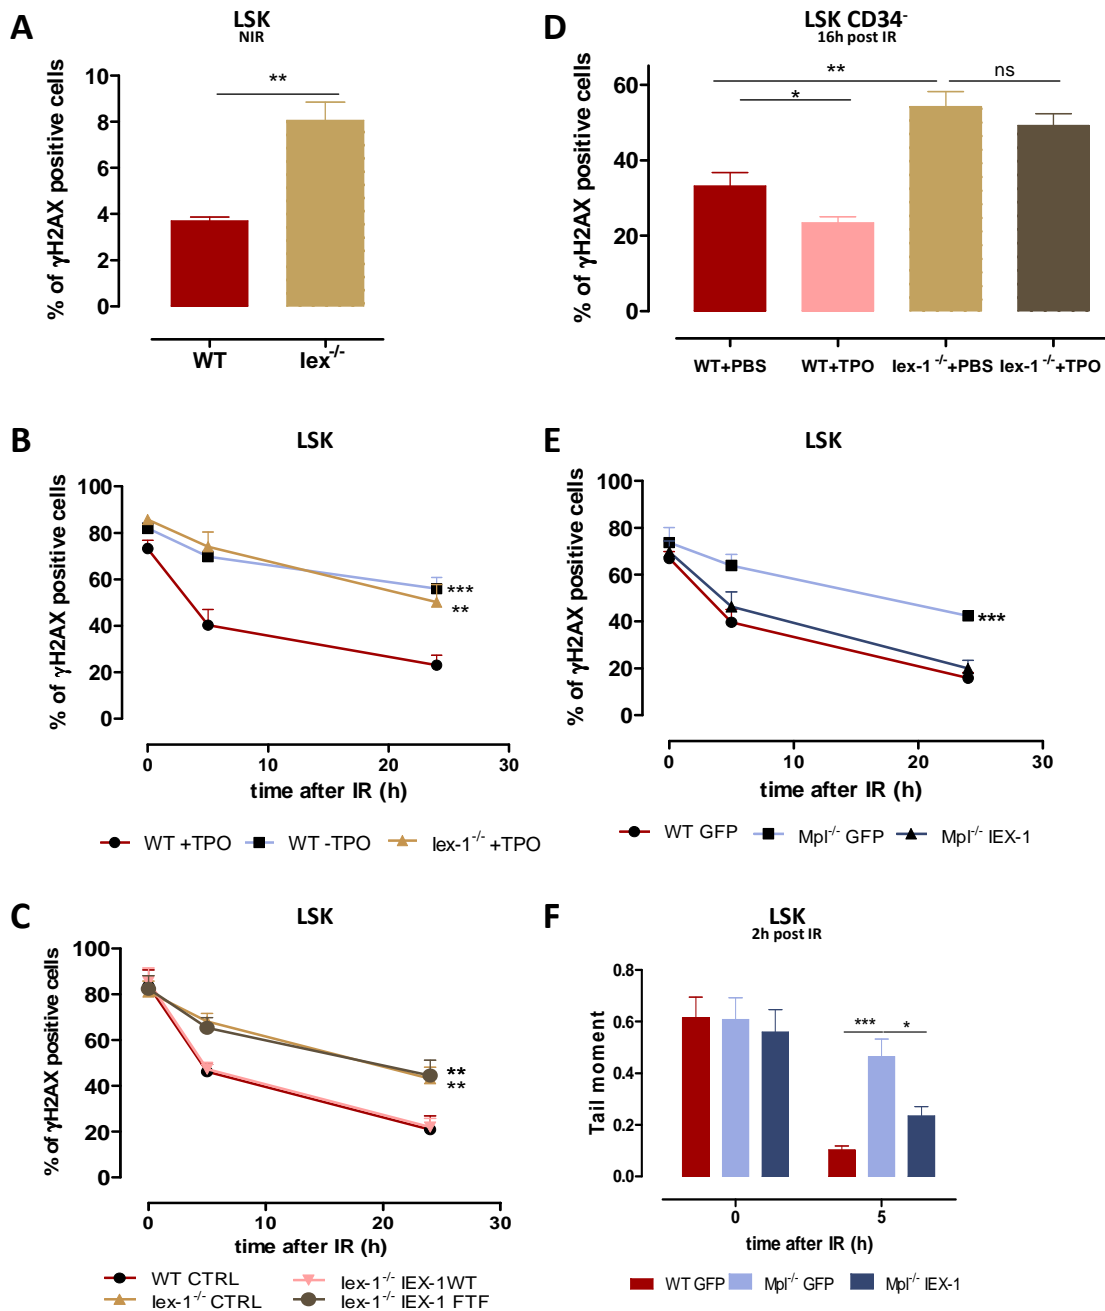 A
LSK
NIR
% of γH2AX positive cells
10
8
6
4
2
0
**
WT
Iex-/-
D
LSK CD34-
16h post IR
% of γH2AX positive cells
60
40
20
0
**
*
ns
WT+PBS
WT+TPO
Iex-1 -/-+PBS
Iex-1 -/-+TPO
B
LSK
% of γH2AX positive cells
100
80
60
40
20
0
***
**
0
10
20
30
time after IR (h)
WT +TPO
WT -TPO
Iex-1-/- +TPO
E
LSK
% of γH2AX positive cells
100
80
60
40
20
0
***
0
10
20
30
time after IR (h)
WT GFP
Mpl-/- GFP
Mpl-/- IEX-1
C
LSK
% of γH2AX positive cells
100
80
60
40
20
0
**
**
0
10
20
30
time after IR (h)
WT CTRL
Iex-1-/- IEX-1WT
Iex-1-/- CTRL
Iex-1-/- IEX-1 FTF
F
LSK
2h post IR
Tail moment
0.8
0.6
0.4
0.2
0.0
***
*
0
5
time after IR (h)
WT GFP
Mpl-/- GFP
Mpl-/- IEX-1